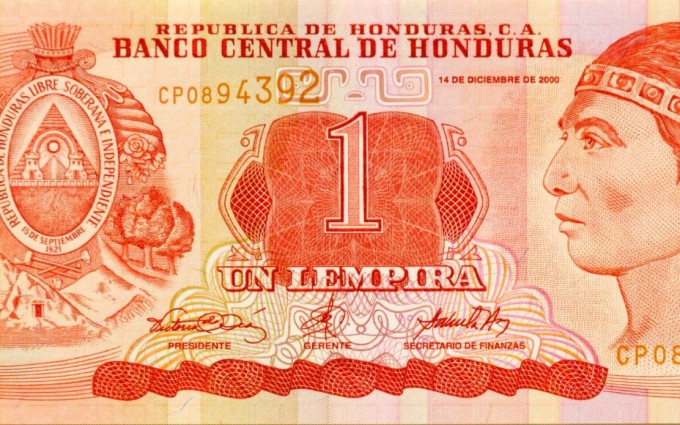 REPUBLICA DE HONDURAS, C.A.
BANCO CENTRAL DE HONDURAS
14 DE DICIEMBRE DE 2000
CP0894392
REPUBLICA DE HONDURAS LIBRE SOBERANA E INDEPENDIENTE
15 DE SEPTIEMBRE
1821
1
UN LEMPIRA
PRESIDENTE
GERENTE
SECRETARIO DE FINANZAS
CP08